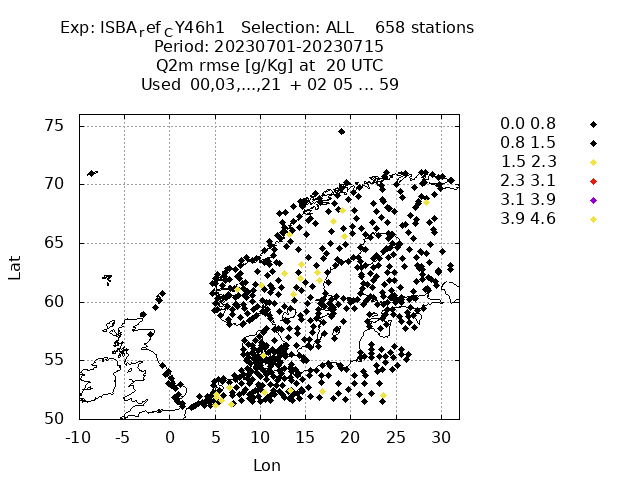 Exp: ISBArefCY46h1   Selection: ALL    658 stations
Period: 20230701-20230715
Q2m rmse [g/Kg] at  20 UTC
Used  00,03,...,21  + 02 05 ... 59
75
70
65
60
55
50
-10 -5 0 5 10 15 20 25 30
Lat
Lon
0.0 0.8
0.8 1.5
1.5 2.3
2.3 3.1
3.1 3.9
3.9 4.6